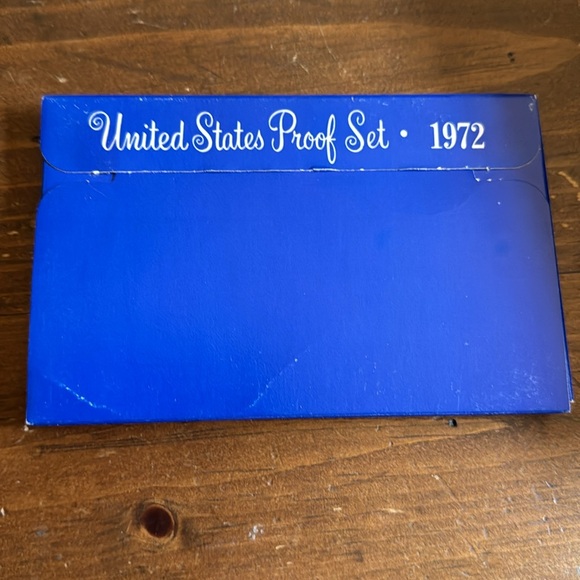 United States Proof Set • 1972